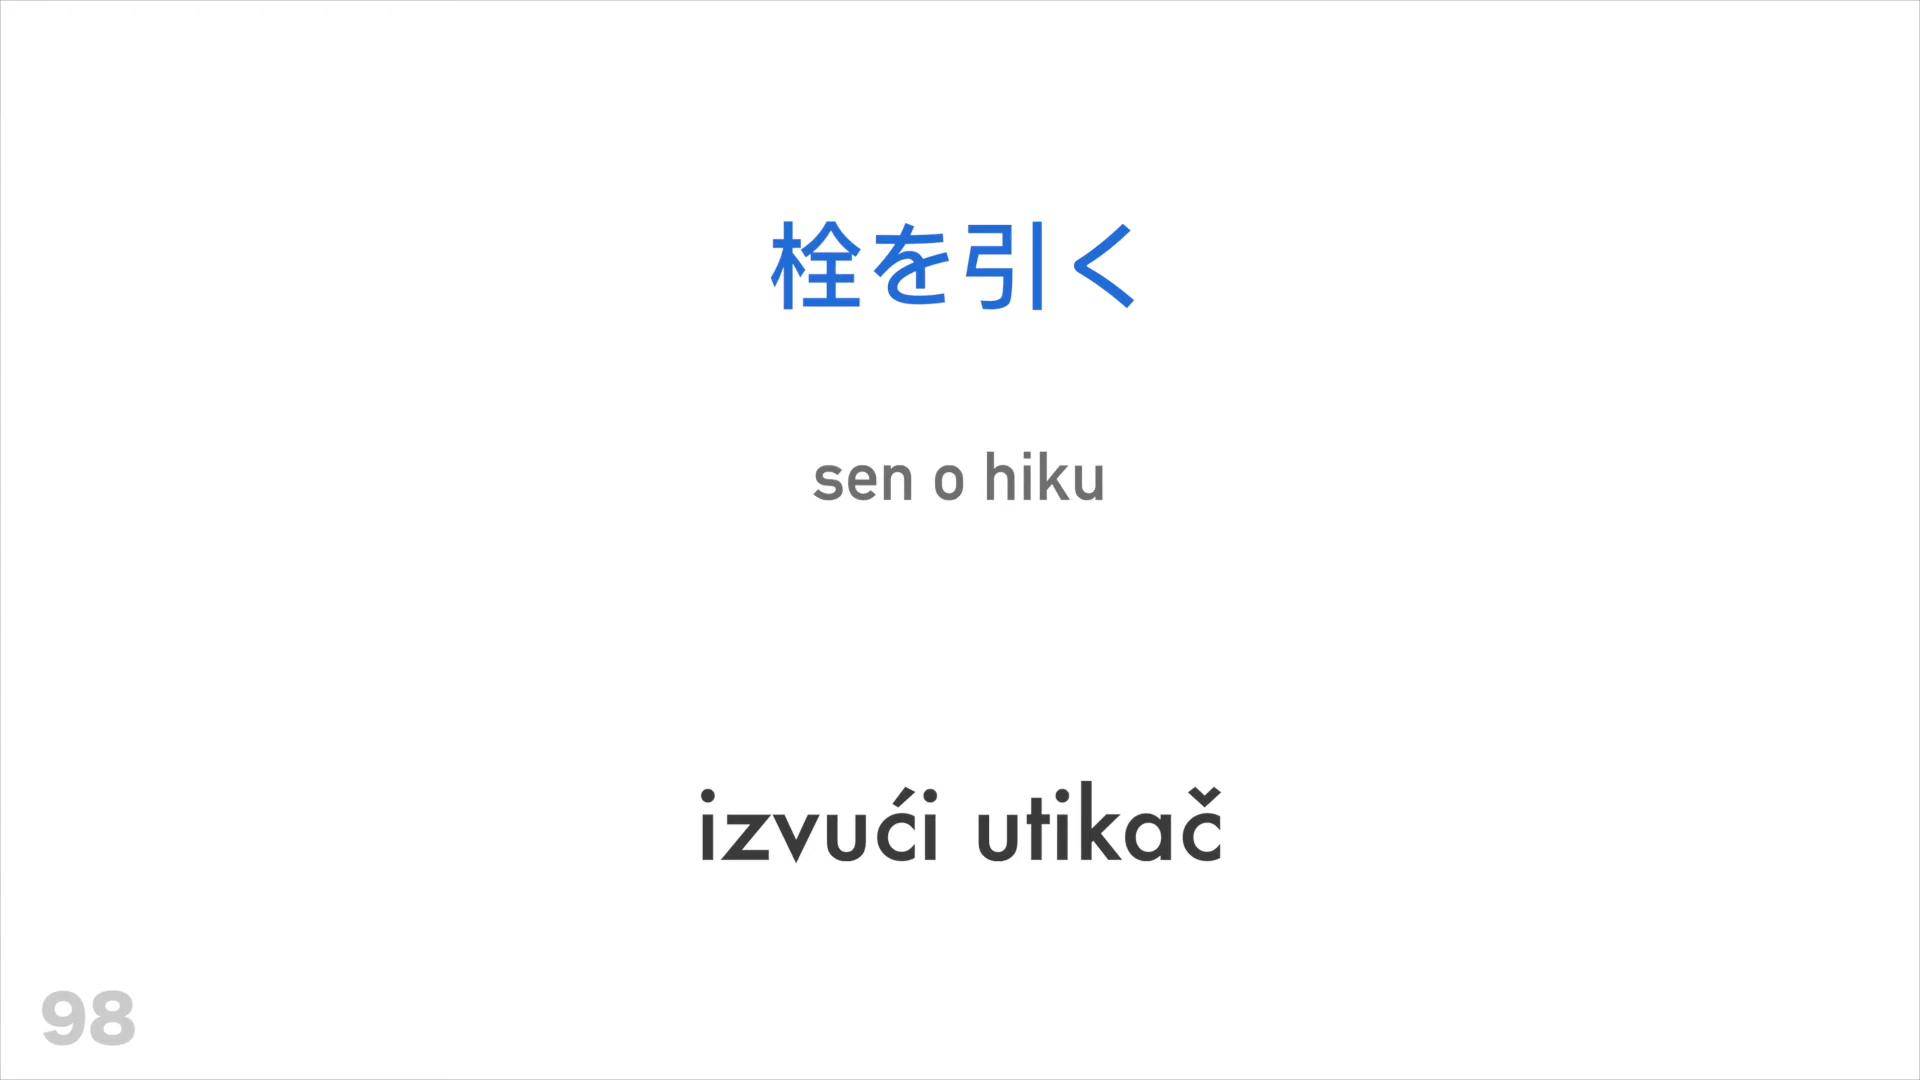 栓を引く
sen o hiku
izvući utikač
98